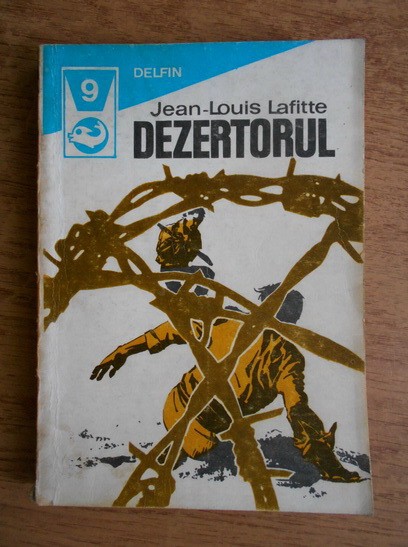 9
DELFIN
Jean-Louis Lafitte
DEZERTORUL